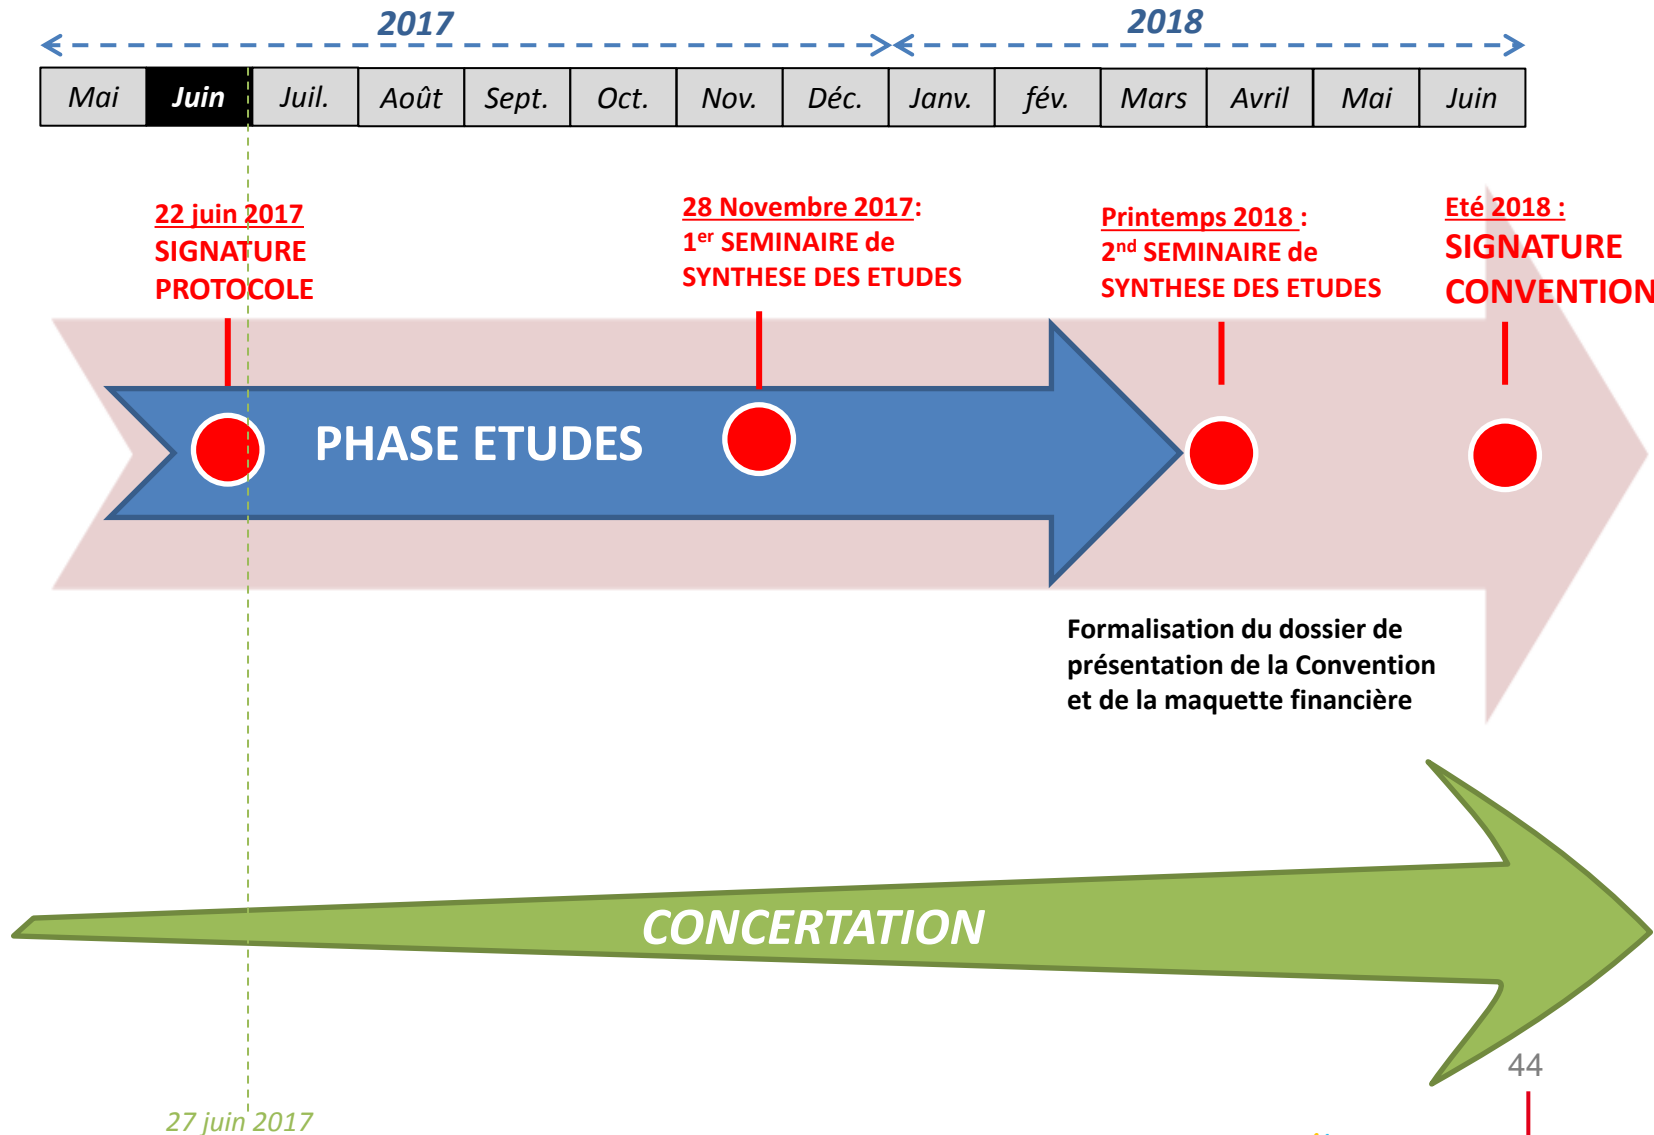 2017
2018
Mai
Juin
Juil.
Août
Sept.
Oct.
Nov.
Déc.
Janv.
fév.
Mars
Avril
Mai
Juin
22 juin 2017
SIGNATURE
PROTOCOLE
28 Novembre 2017:
1er SEMINAIRE de
SYNTHESE DES ETUDES
Printemps 2018 :
2nd SEMINAIRE de
SYNTHESE DES ETUDES
Eté 2018 :
SIGNATURE
CONVENTION
PHASE ETUDES
Formalisation du dossier de
présentation de la Convention
et de la maquette financière
CONCERTATION
44
27 juin 2017